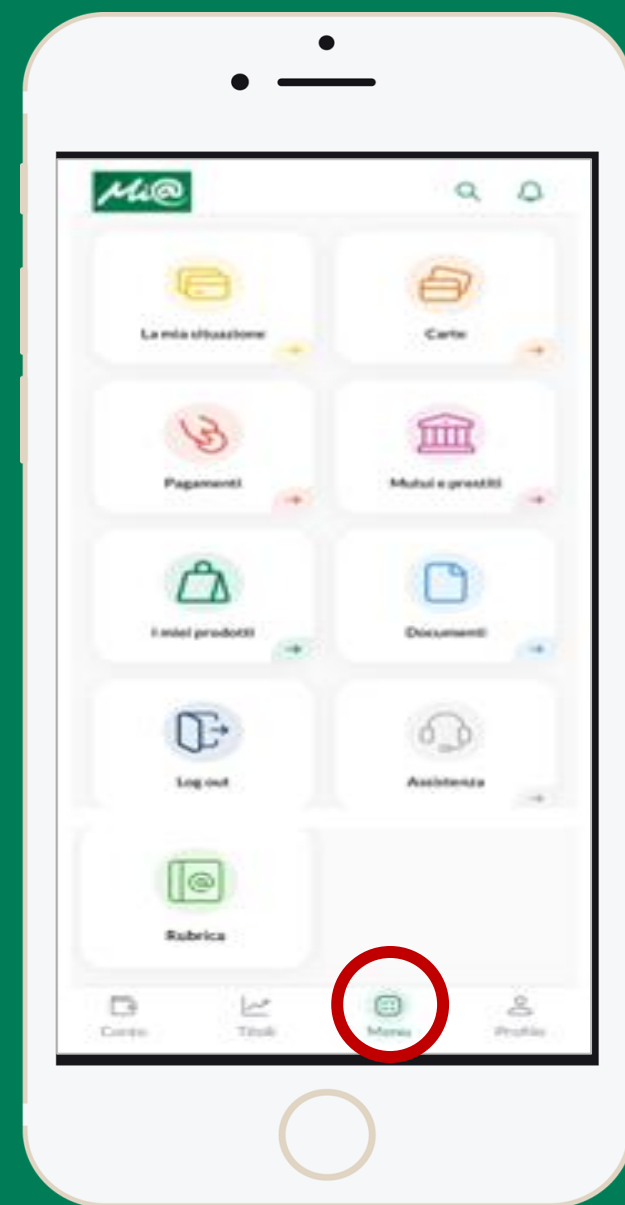 Mi@
La mia situazione
Carte
Pagamenti
Mutui e prestiti
I miei prodotti
Documenti
Log out
Assistenza
Rubrica
Conto
Titoli
Menu
Profilo